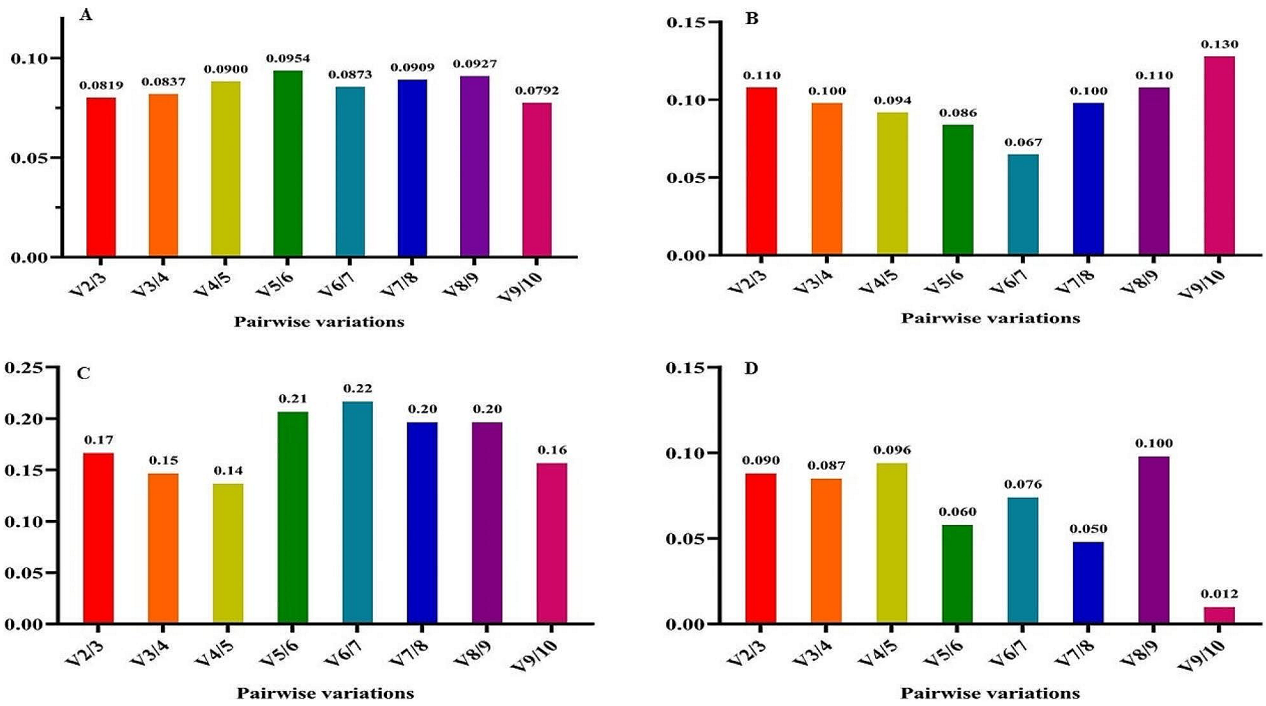 A
0.10
0.05
0.00
0.0819
0.0837
0.0900
0.0954
0.0873
0.0909
0.0927
0.0792
V2/3
V3/4
V4/5
V5/6
V6/7
V7/8
V8/9
V9/10
Pairwise variations
B
0.15
0.10
0.05
0.00
0.110
0.100
0.094
0.086
0.067
0.100
0.110
0.130
V2/3
V3/4
V4/5
V5/6
V6/7
V7/8
V8/9
V9/10
Pairwise variations
C
0.25
0.20
0.15
0.10
0.05
0.00
0.17
0.15
0.14
0.21
0.22
0.20
0.20
0.16
V2/3
V3/4
V4/5
V5/6
V6/7
V7/8
V8/9
V9/10
Pairwise variations
D
0.15
0.10
0.05
0.00
0.090
0.087
0.096
0.060
0.076
0.050
0.100
0.012
V2/3
V3/4
V4/5
V5/6
V6/7
V7/8
V8/9
V9/10
Pairwise variations